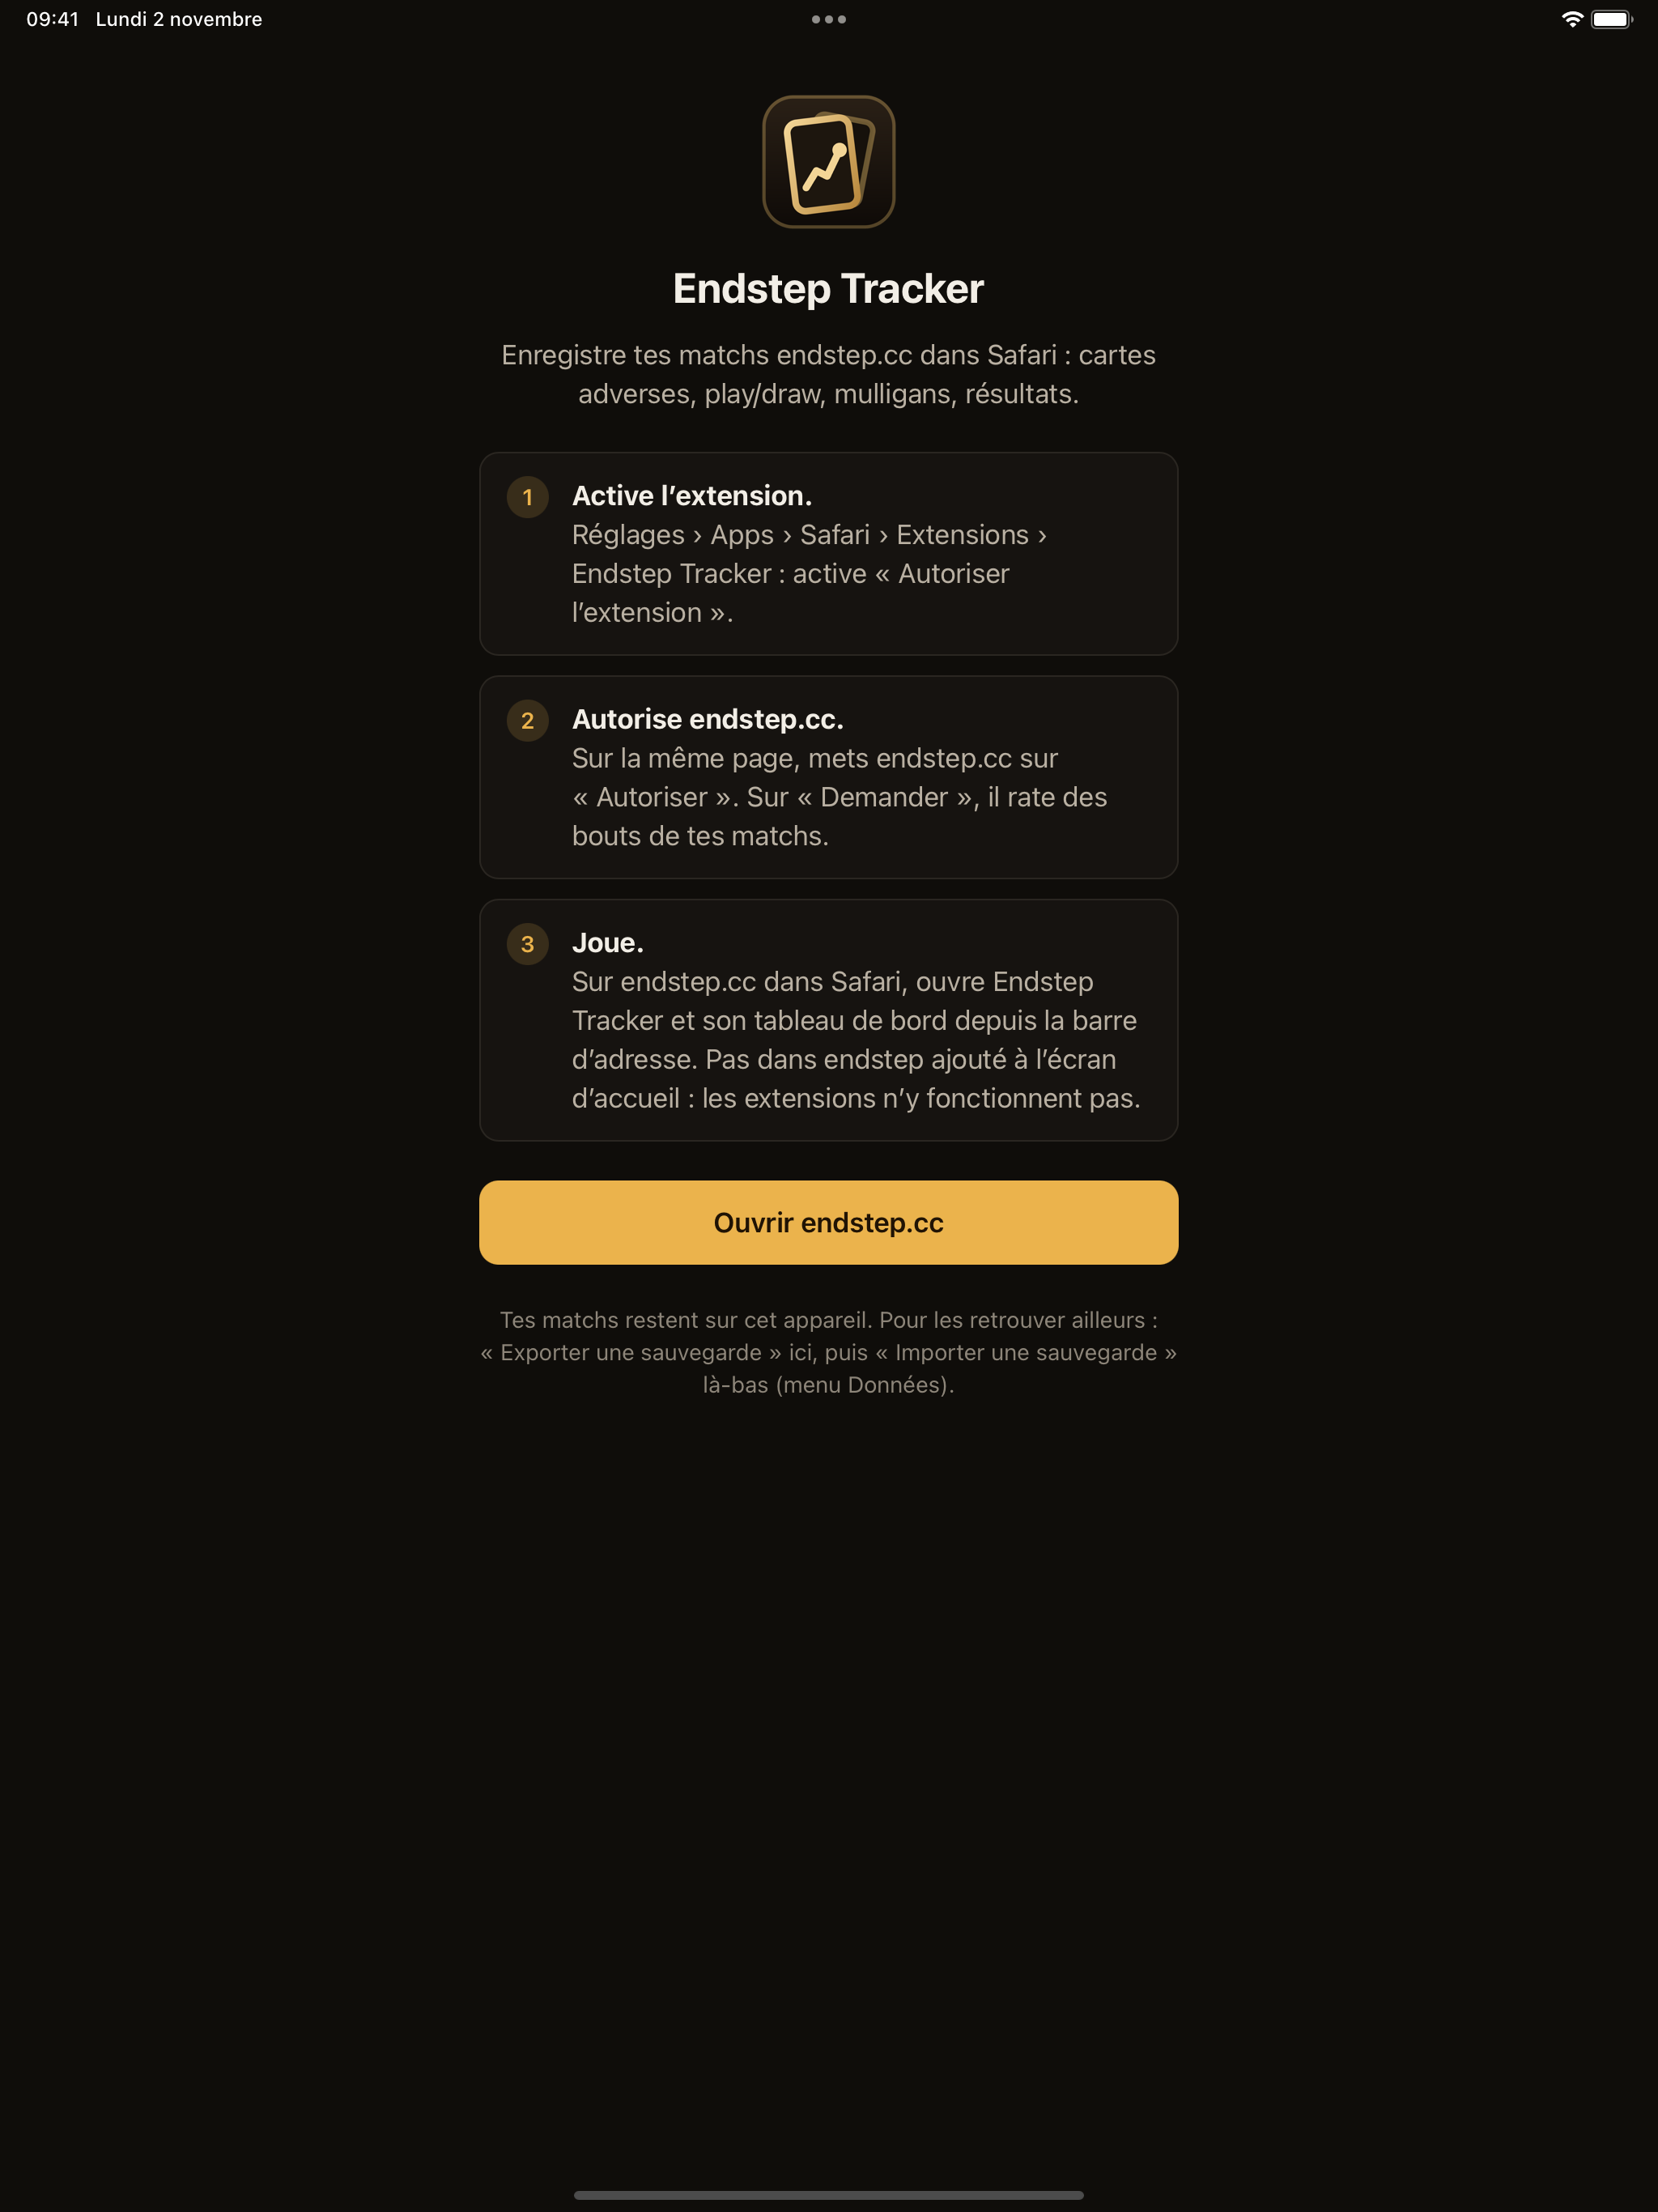 09:41 Lundi 2 novembre
Endstep Tracker
Enregistre tes matchs endstep.cc dans Safari : cartes
adverses, play/draw, mulligans, résultats.
1 Active l’extension.
Réglages › Apps › Safari › Extensions ›
Endstep Tracker : active « Autoriser
l’extension ».
2 Autorise endstep.cc.
Sur la même page, mets endstep.cc sur
« Autoriser ». Sur « Demander », il rate des
bouts de tes matchs.
3 Joue.
Sur endstep.cc dans Safari, ouvre Endstep
Tracker et son tableau de bord depuis la barre
d’adresse. Pas dans endstep ajouté à l’écran
d’accueil : les extensions n’y fonctionnent pas.
Ouvrir endstep.cc
Tes matchs restent sur cet appareil. Pour les retrouver ailleurs :
« Exporter une sauvegarde » ici, puis « Importer une sauvegarde »
là-bas (menu Données).